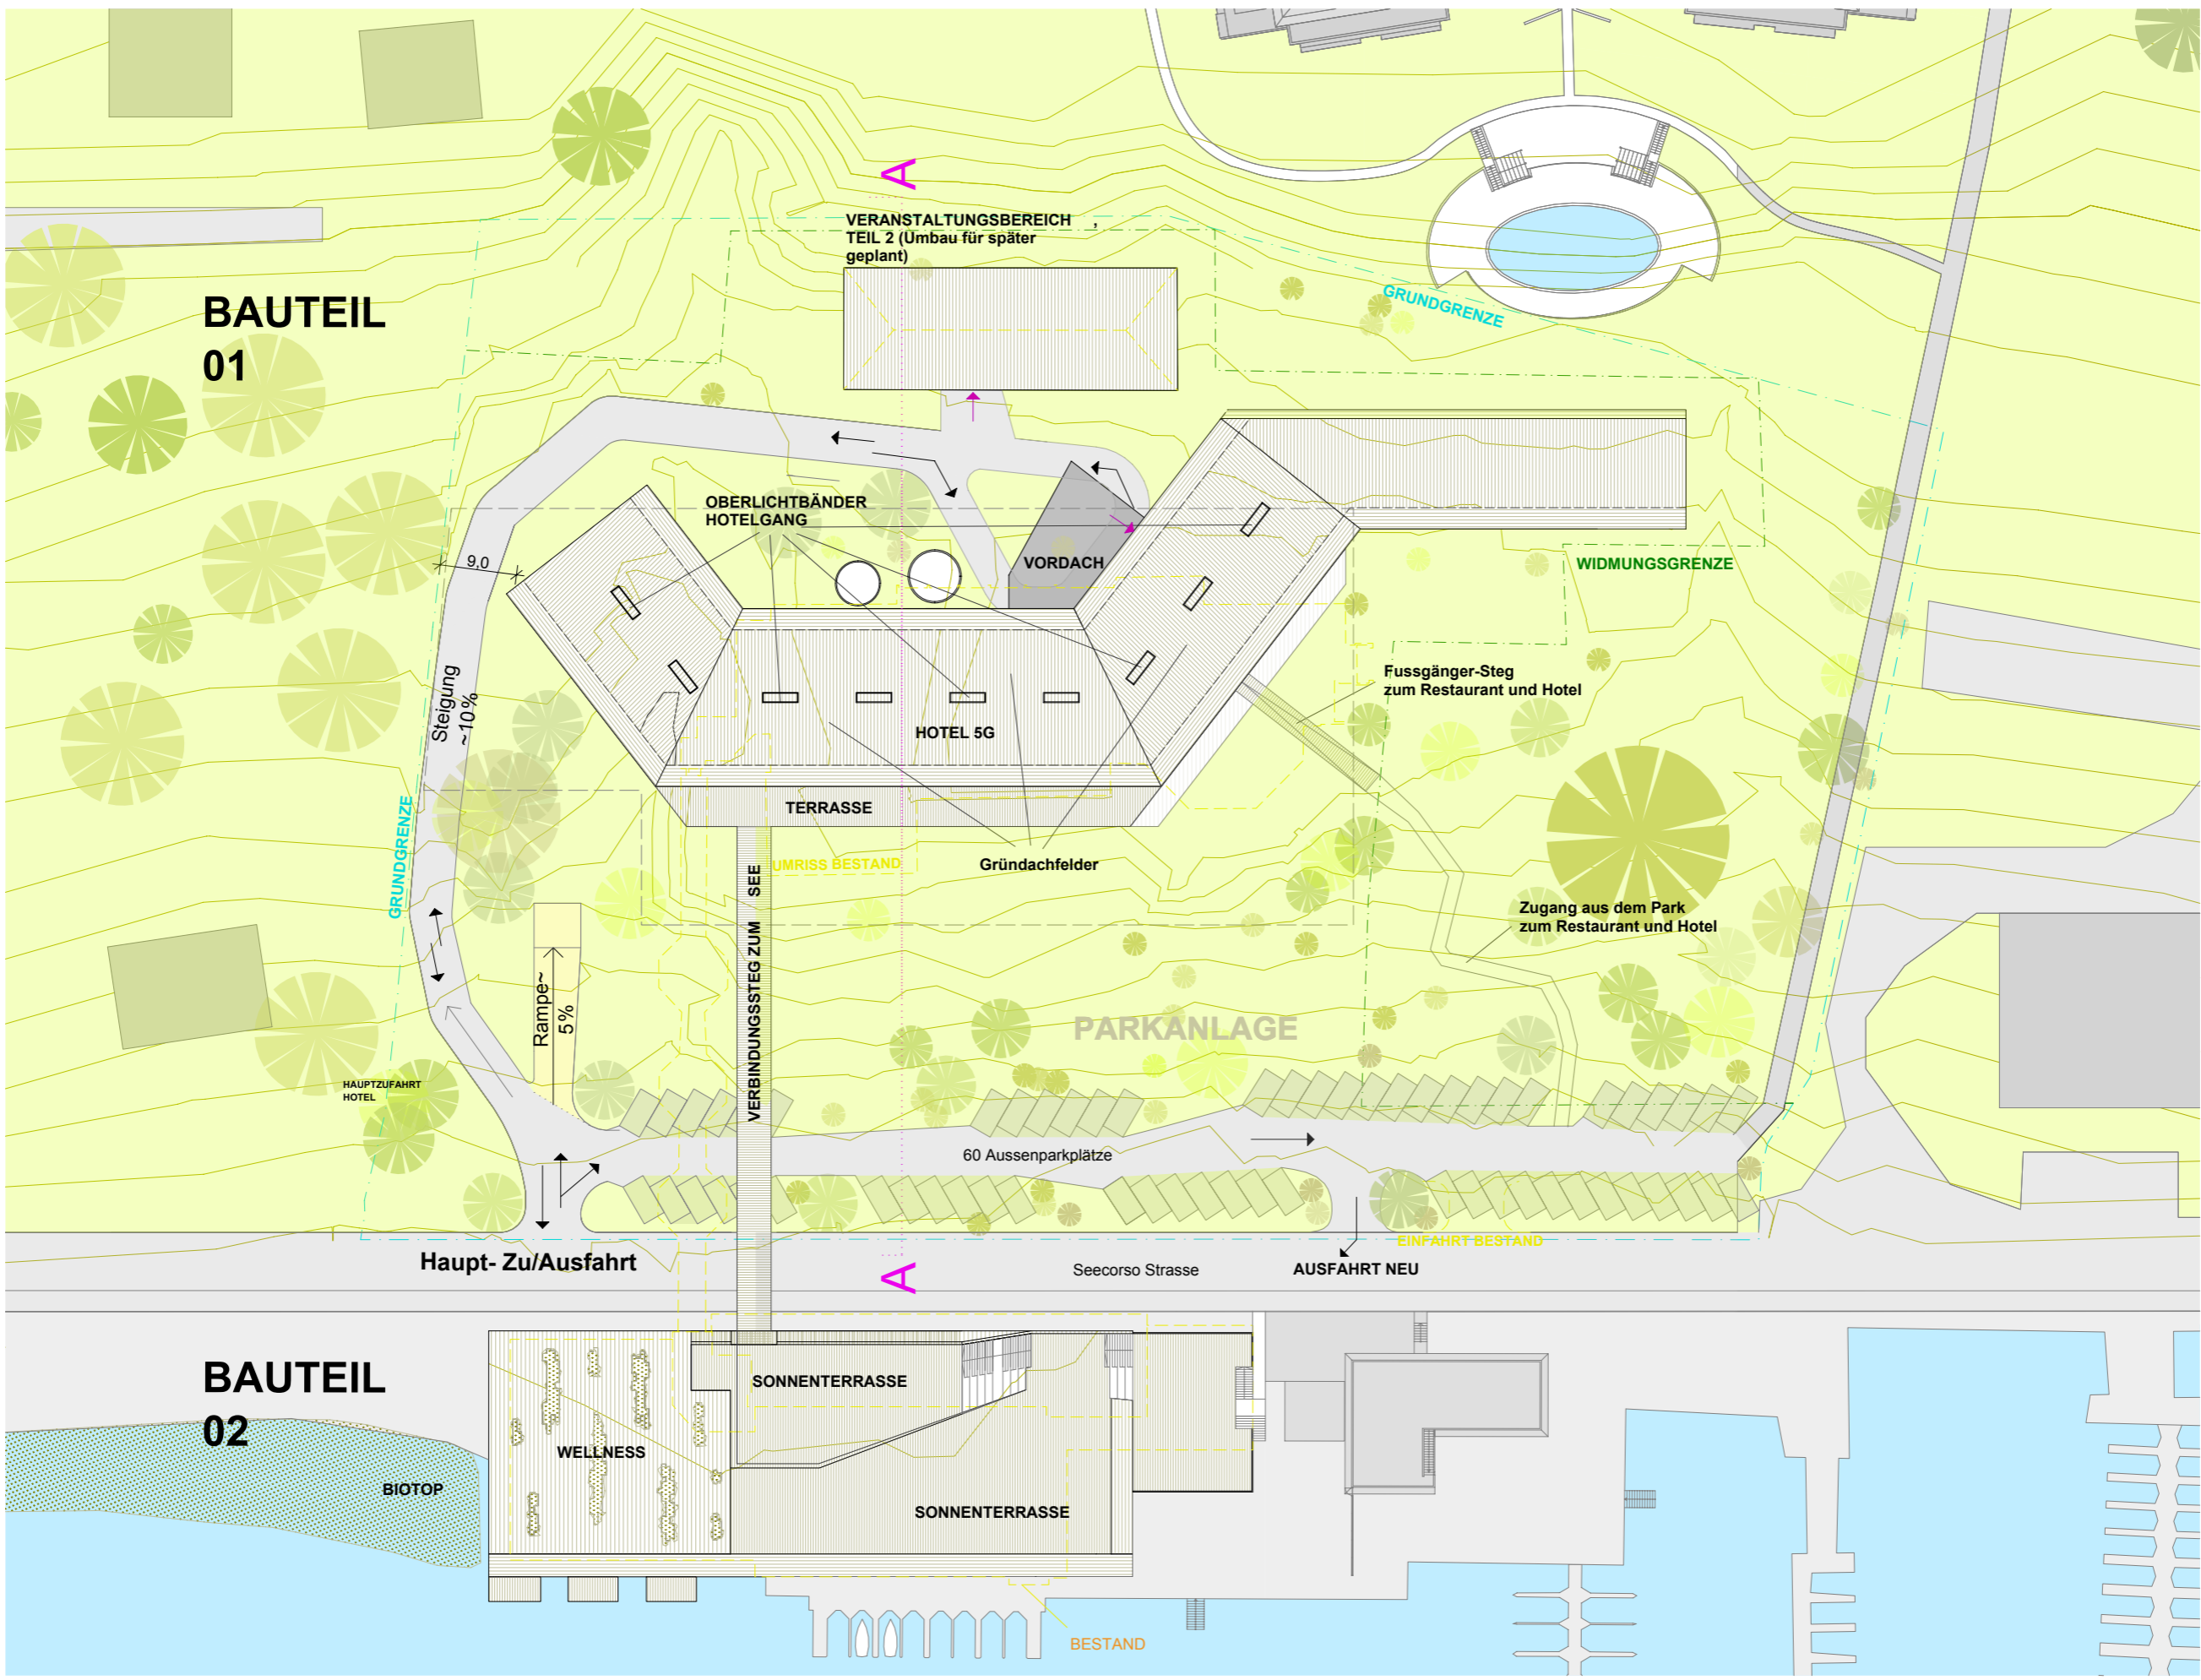 A
VERANSTALTUNGSBEREICH ,
TEIL 2 (Umbau für später
geplant)
BAUTEIL
01
GRUNDGRENZE
OBERLICHTBÄNDER
HOTELGANG
9,0
VORDACH
WIDMUNGSGRENZE
Steigung
~10%
Fussgänger-Steg
zum Restaurant und Hotel
HOTEL 5G
TERRASSE
GRUNDGRENZE
UMRISS BESTAND
Gründachfelder
VERBINDUNGSSTEG ZUM SEE
Zugang aus dem Park
zum Restaurant und Hotel
Rampe~
5%
PARKANLAGE
HAUPTZUFAHRT
HOTEL
60 Aussenparkplätze
EINFAHRT BESTAND
Haupt- Zu/Ausfahrt
A
Seecorso Strasse
AUSFAHRT NEU
BAUTEIL
02
SONNENTERRASSE
WELLNESS
BIOTOP
SONNENTERRASSE
BESTAND